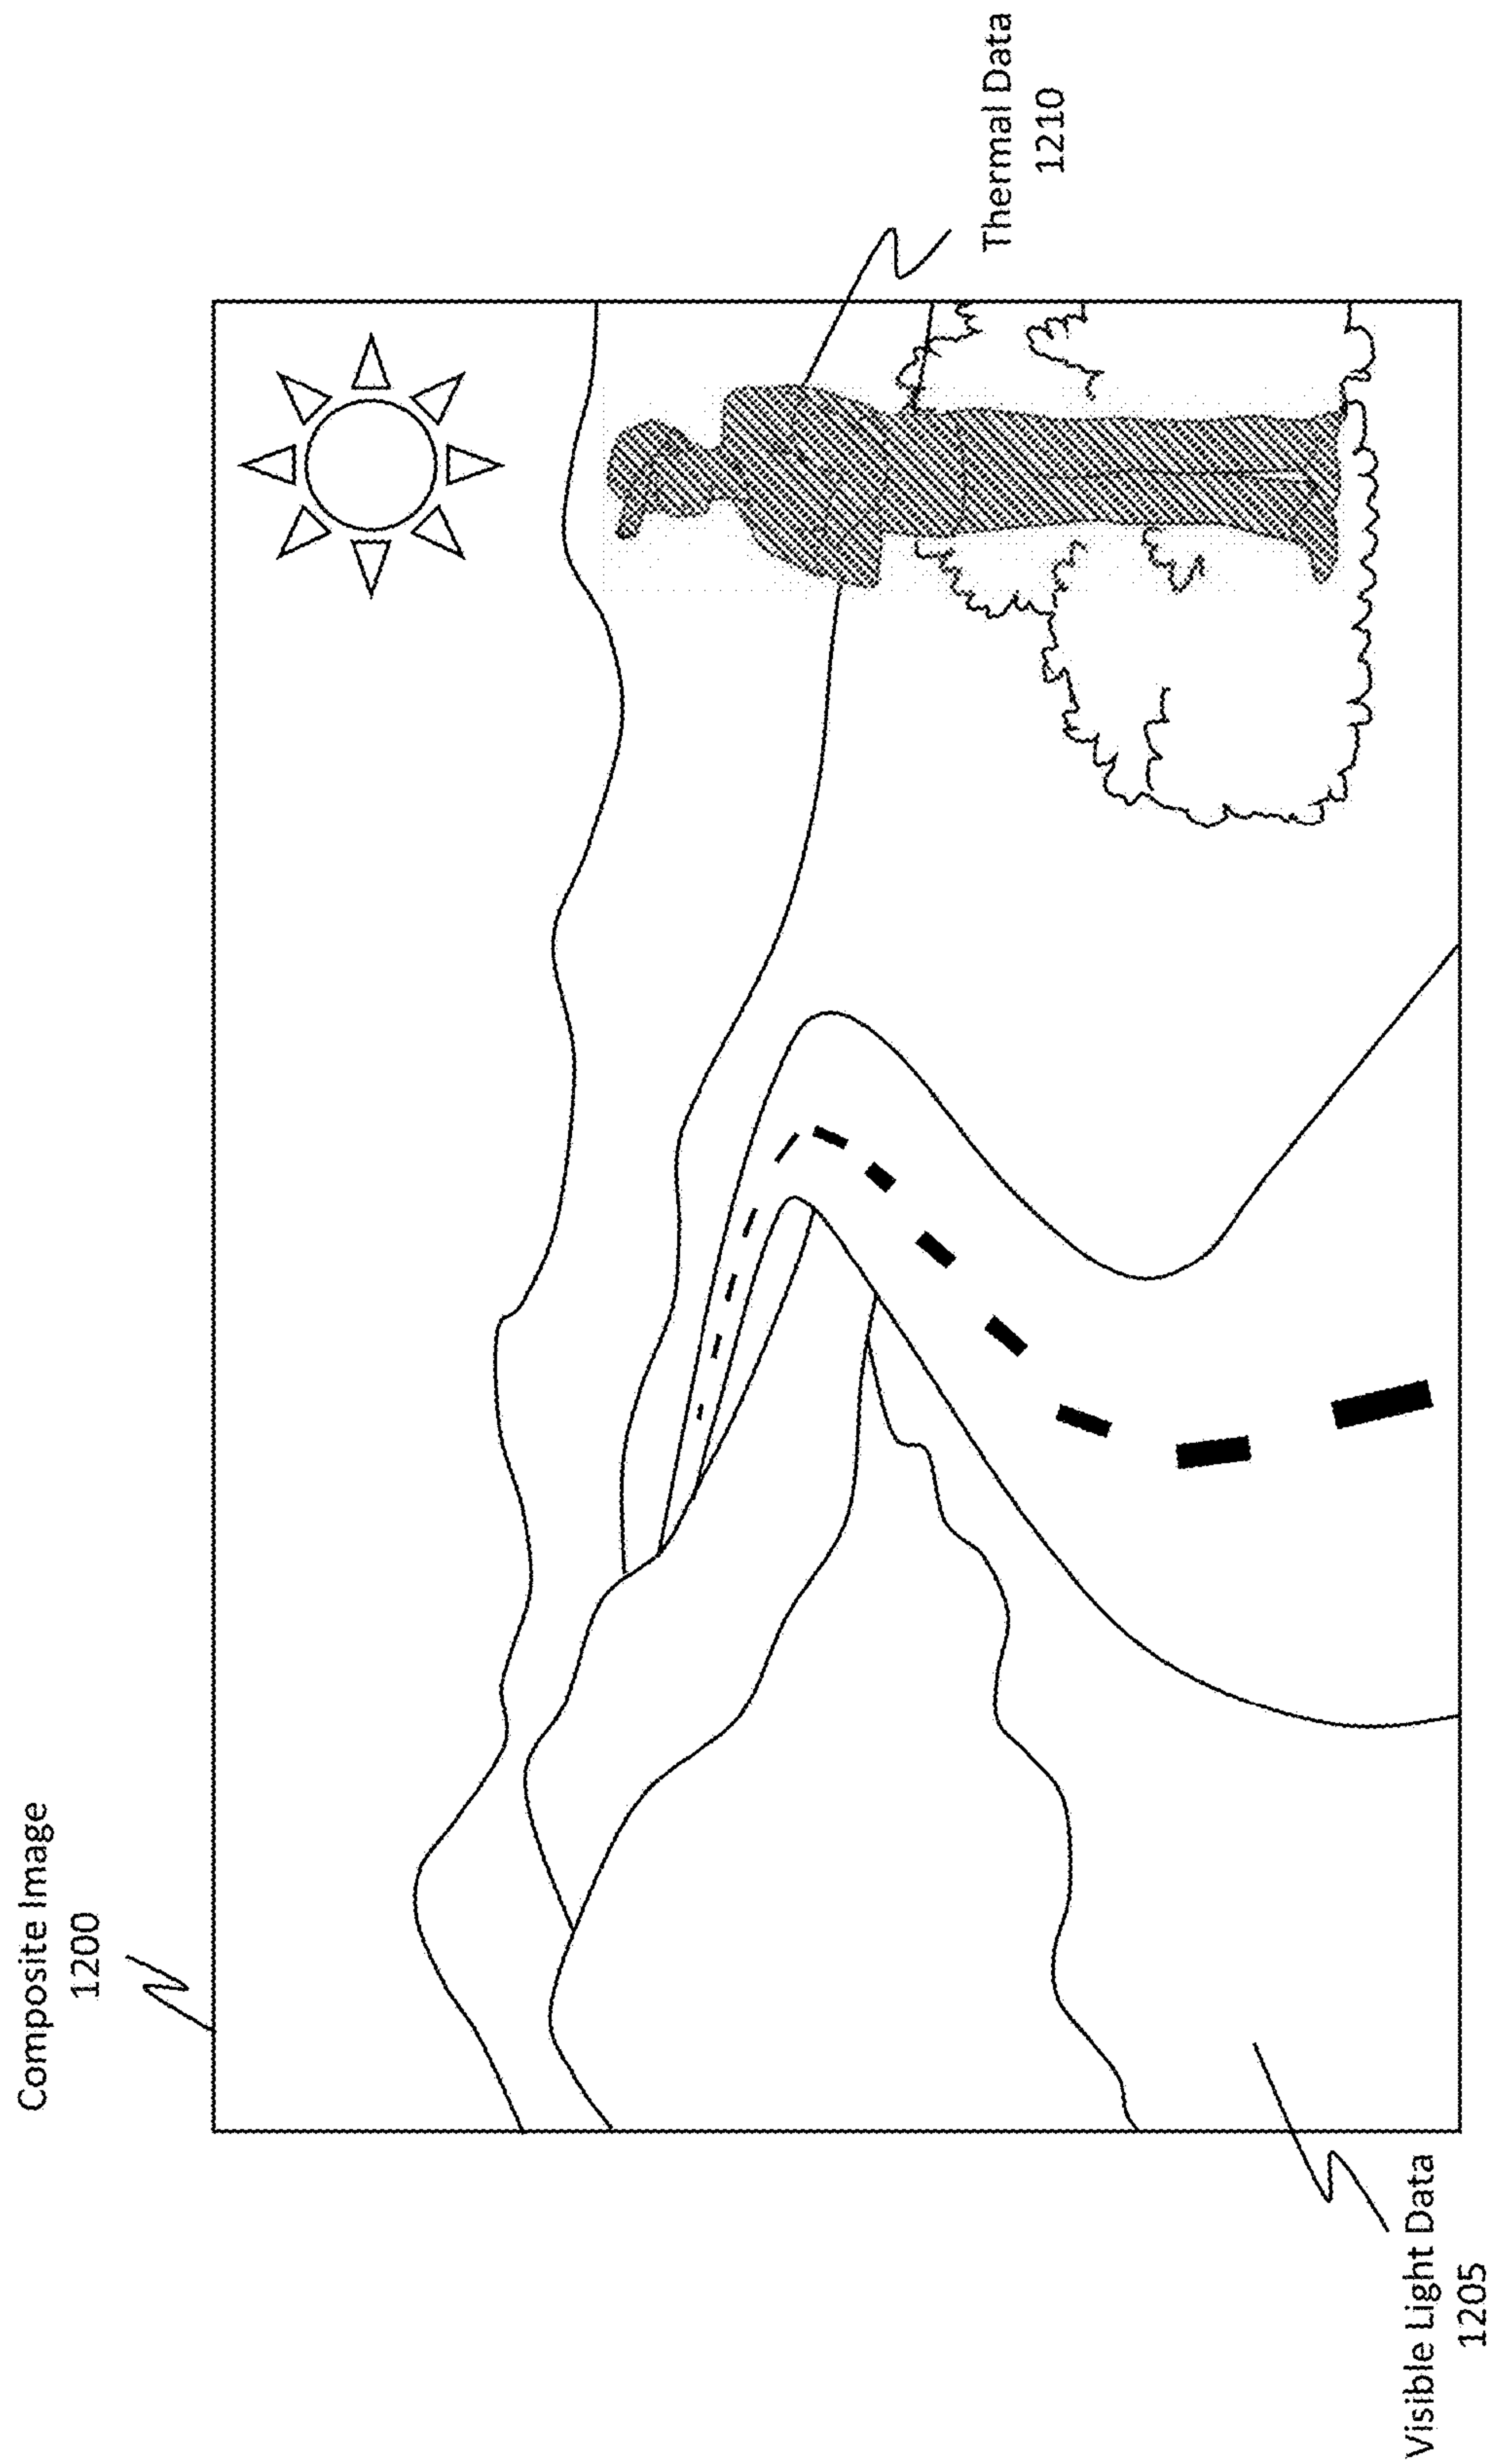 Composite Image
1200
Thermal Data
1210
Visible Light Data
1205